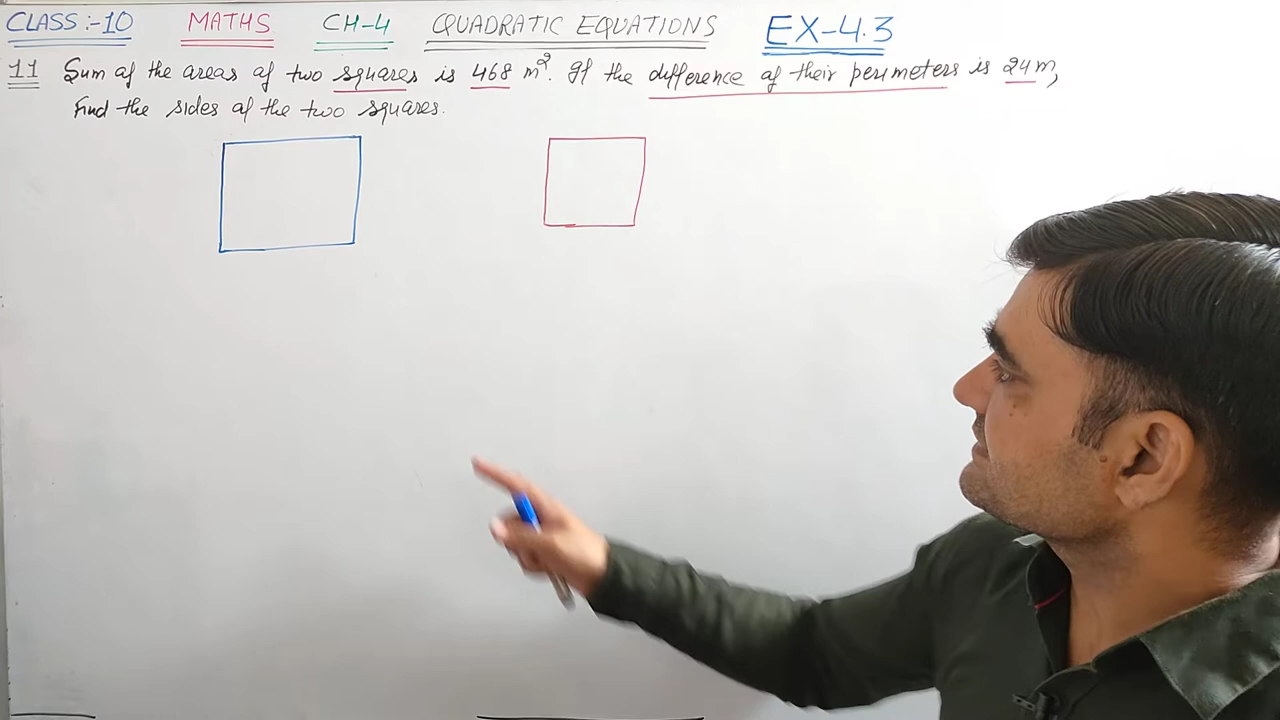 CLASS:-10 MATHS CH-4 QUADRATIC EQUATIONS EX-4.3
11 Sum of the areas of two squares is 468 m². If the difference of their perimeters is 24m,
find the sides of the two squares.